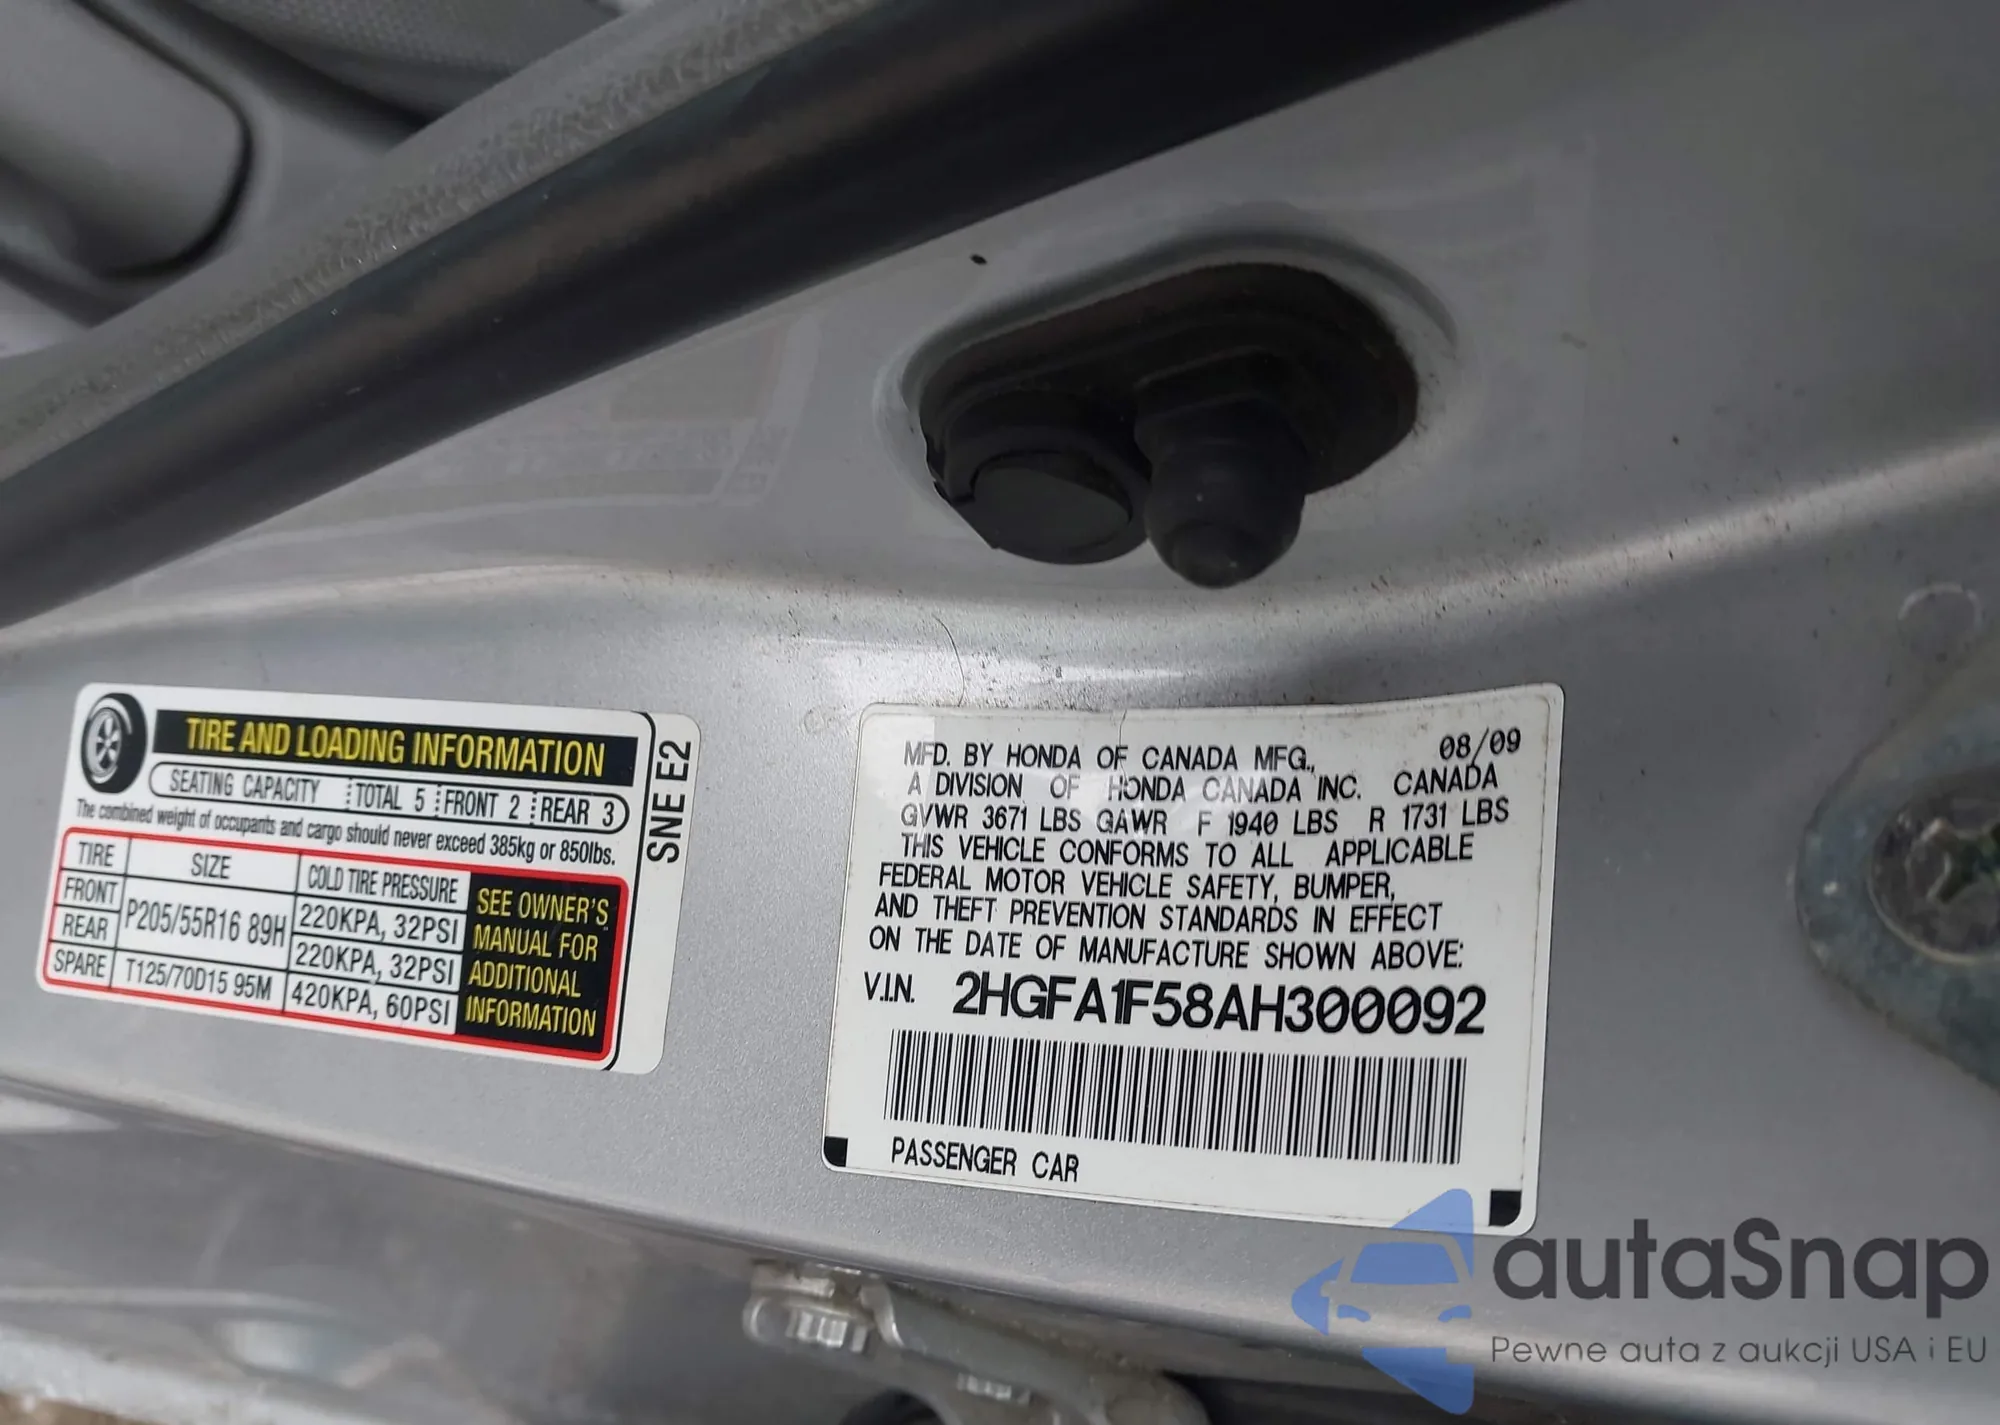 TIRE AND LOADING INFORMATION
SEATING CAPACITY TOTAL 5 FRONT 2 REAR 3
The combined weight of occupants and cargo should never exceed 385kg or 850lbs.
TIRE SIZE COLD TIRE PRESSURE
FRONT P205/55R16 89H 220KPA, 32PSI
REAR 220KPA, 32PSI
SPARE T125/70D15 95M 420KPA, 60PSI
SEE OWNER'S
MANUAL FOR
ADDITIONAL
INFORMATION
SNE E2
MFD. BY HONDA OF CANADA MFG., 08/09
A DIVISION OF HONDA CANADA INC. CANADA
GVWR 3671 LBS GAWR F 1940 LBS R 1731 LBS
THIS VEHICLE CONFORMS TO ALL APPLICABLE
FEDERAL MOTOR VEHICLE SAFETY, BUMPER,
AND THEFT PREVENTION STANDARDS IN EFFECT
ON THE DATE OF MANUFACTURE SHOWN ABOVE:
V.I.N. 2HGFA1F58AH300092
PASSENGER CAR
autaSnap
Pewne auta z aukcji USA i EU